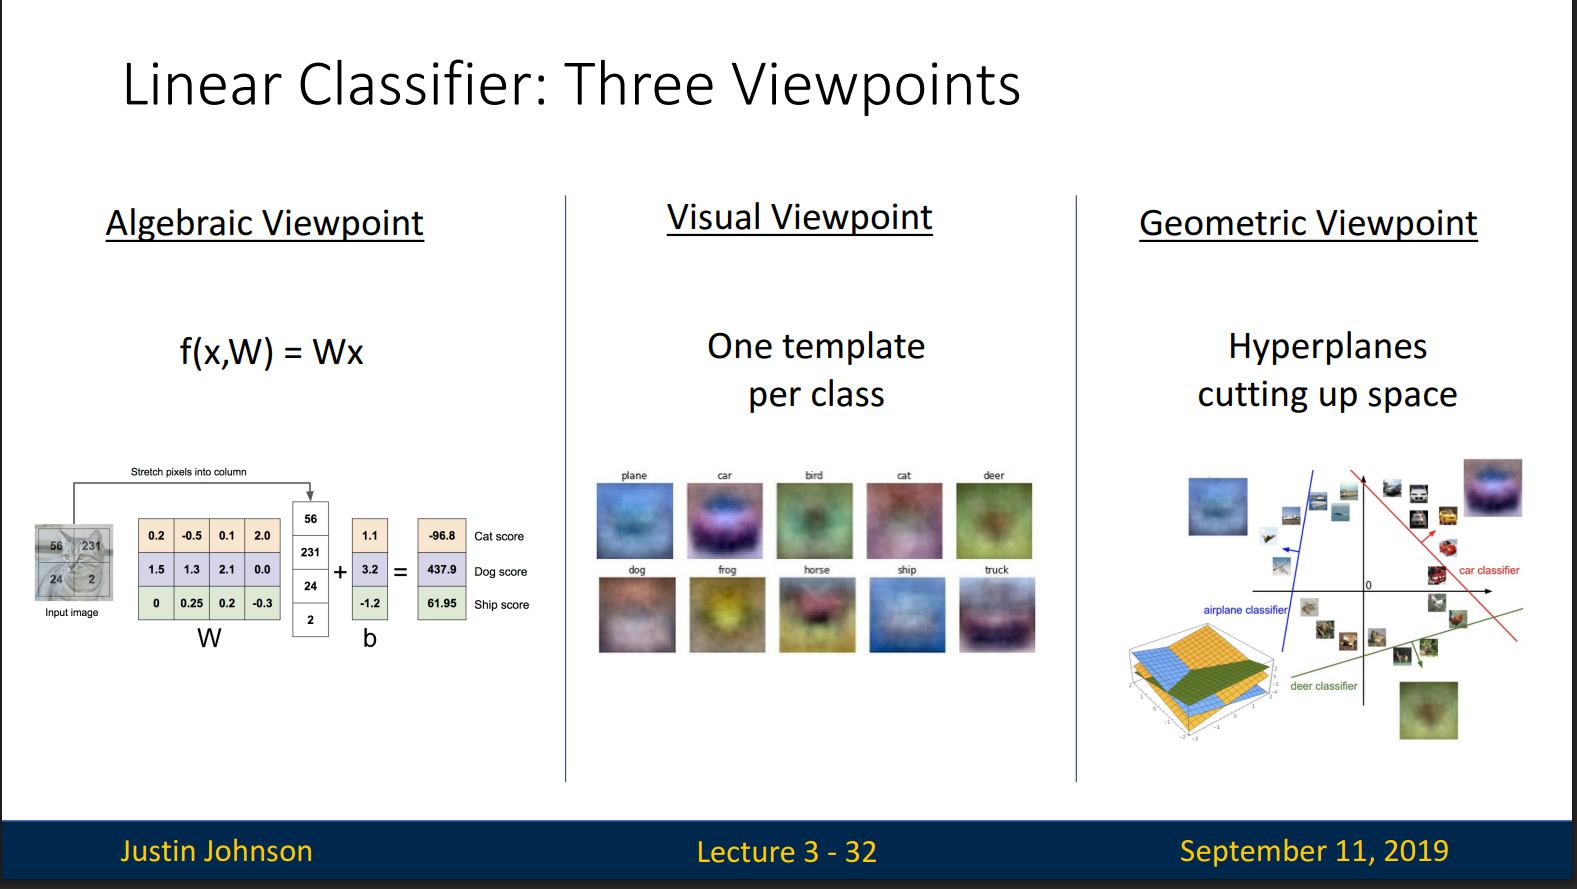 Linear Classifier: Three Viewpoints
Algebraic Viewpoint
f(x,W) = Wx
Stretch pixels into column
56 231
24 2
Input image
0.2 -0.5 0.1 2.0
1.5 1.3 2.1 0.0
0 0.25 0.2 -0.3
W
56
231
24
2
+
1.1
3.2
-1.2
b
=
-96.8 Cat score
437.9 Dog score
61.95 Ship score
Visual Viewpoint
One template
per class
plane car bird cat deer
dog frog horse ship truck
Geometric Viewpoint
Hyperplanes
cutting up space
0
car classifier
airplane classifier
deer classifier
Justin Johnson
Lecture 3 - 32
September 11, 2019